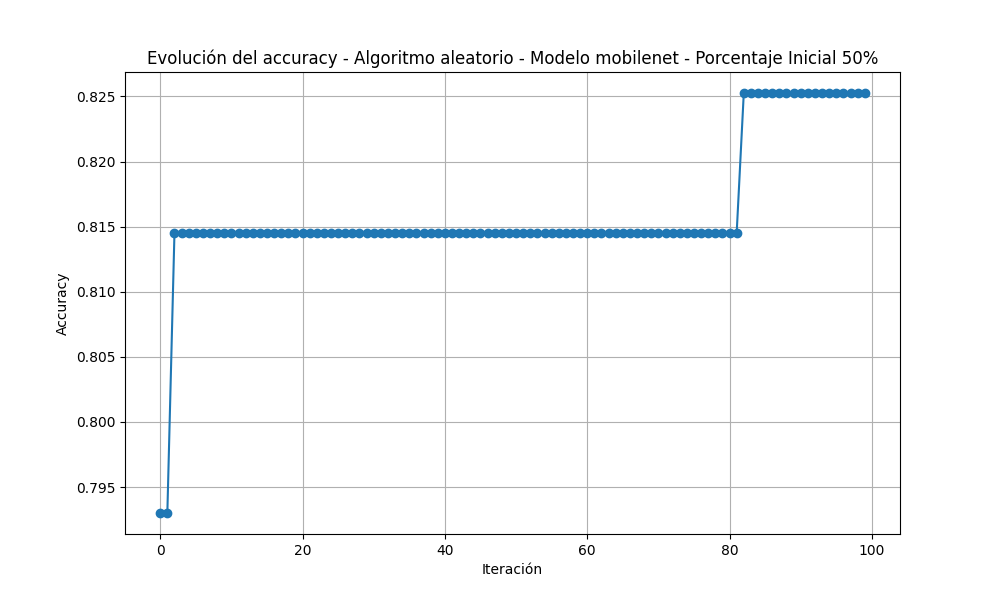 Evolución del accuracy - Algoritmo aleatorio - Modelo mobilenet - Porcentaje Inicial 50%
0.825
0.820
0.815
0.810
0.805
0.800
0.795
Accuracy
0 20 40 60 80 100
Iteración